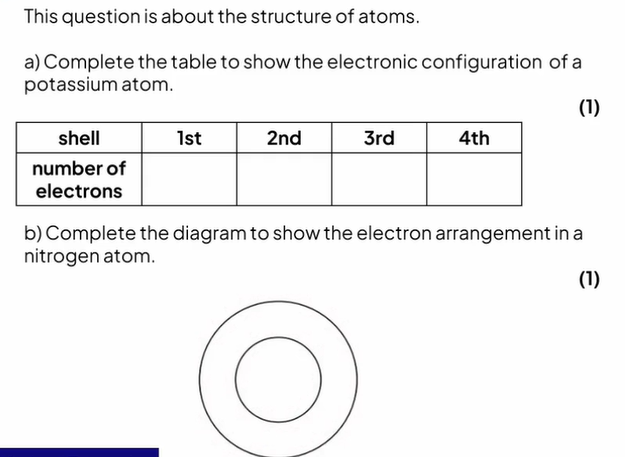 This question is about the structure of atoms.
a) Complete the table to show the electronic configuration of a
potassium atom.
(1)
shell 1st 2nd 3rd 4th
number of
electrons
b) Complete the diagram to show the electron arrangement in a
nitrogen atom.
(1)